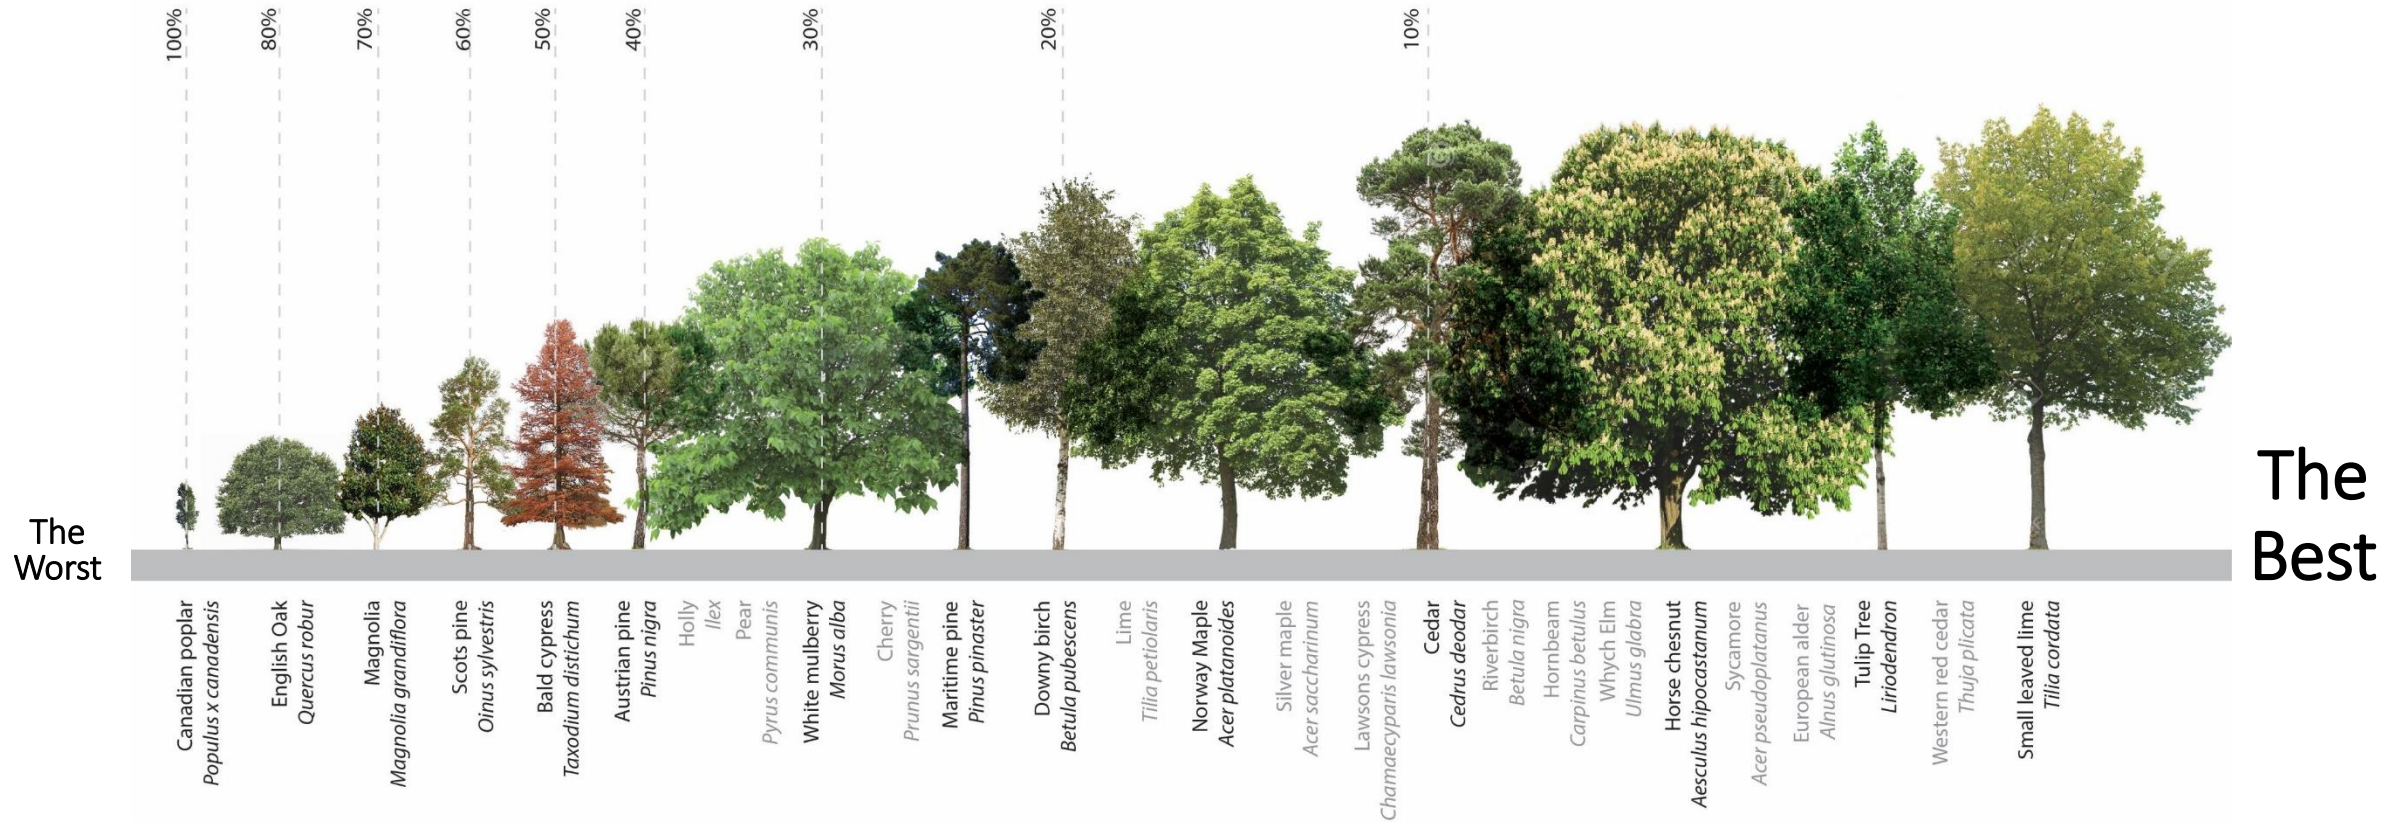 100%
80%
70%
60%
50%
40%
30%
20%
10%
The
Worst
The
Best
Canadian poplar
Populus x canadensis
English Oak
Quercus robur
Magnolia
Magnolia grandiflora
Scots pine
Oinus sylvestris
Bald cypress
Taxodium distichum
Austrian pine
Pinus nigra
Holly
Ilex
Pear
Pyrus communis
White mulberry
Morus alba
Cherry
Prunus sargentii
Maritime pine
Pinus pinaster
Downy birch
Betula pubescens
Lime
Tilia petiolaris
Norway Maple
Acer platanoides
Silver maple
Acer saccharinum
Lawsons cypress
Chamaecyparis lawsonia
Cedar
Cedrus deodar
Riverbirch
Betula nigra
Hornbeam
Carpinus betulus
Whych Elm
Ulmus glabra
Horse chesnut
Aesculus hipocastanum
Sycamore
Acer pseudoplatanus
European alder
Alnus glutinosa
Tulip Tree
Liriodendron
Western red cedar
Thuja plicata
Small leaved lime
Tilia cordata